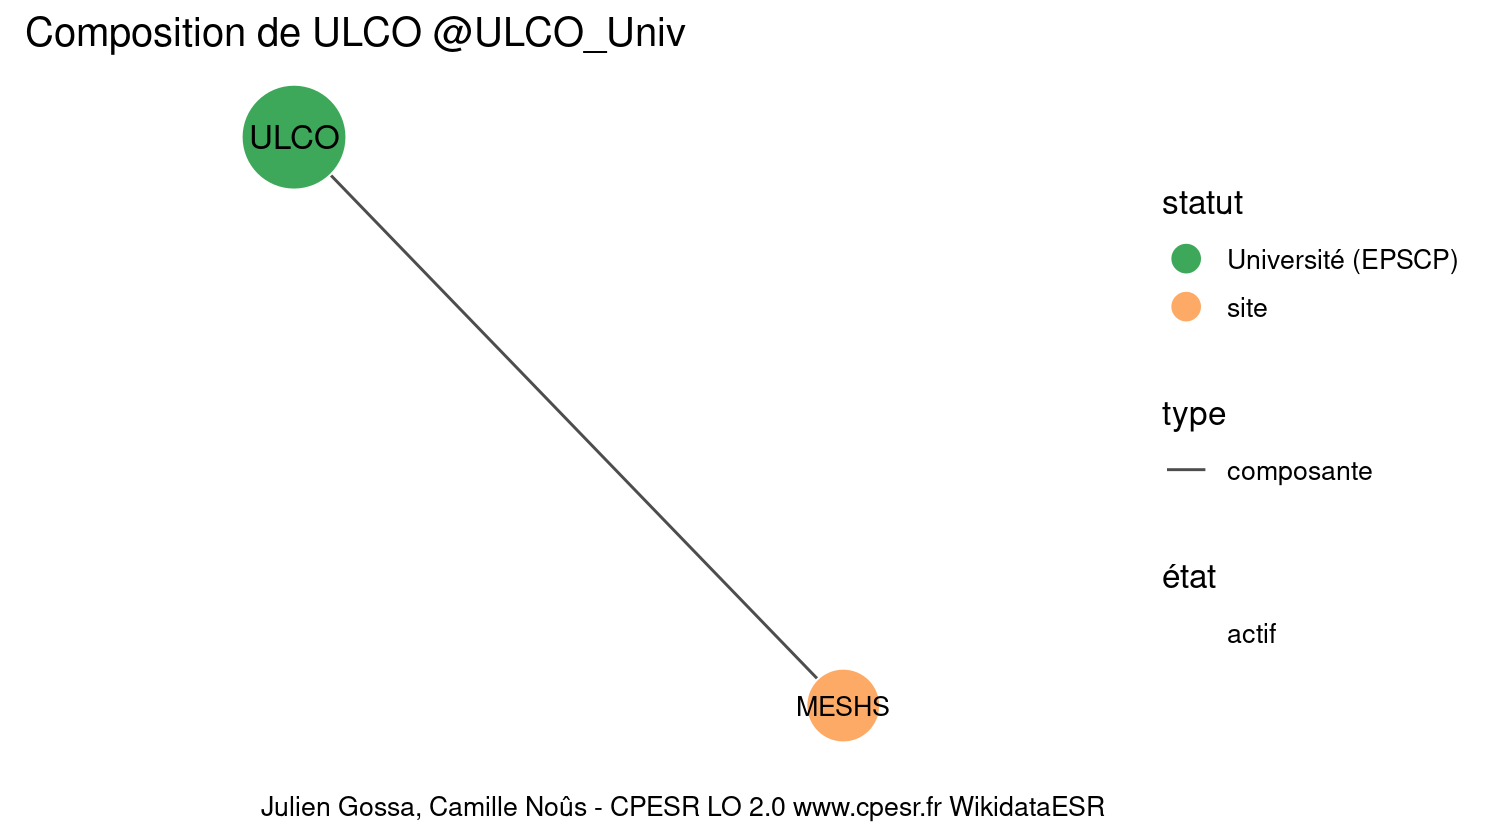 Composition de ULCO @ULCO_Univ
ULCO
statut
Université (EPSCP)
site
type
composante
état
actif
MESHS
Julien Gossa, Camille Noûs - CPESR LO 2.0 www.cpesr.fr WikidataESR